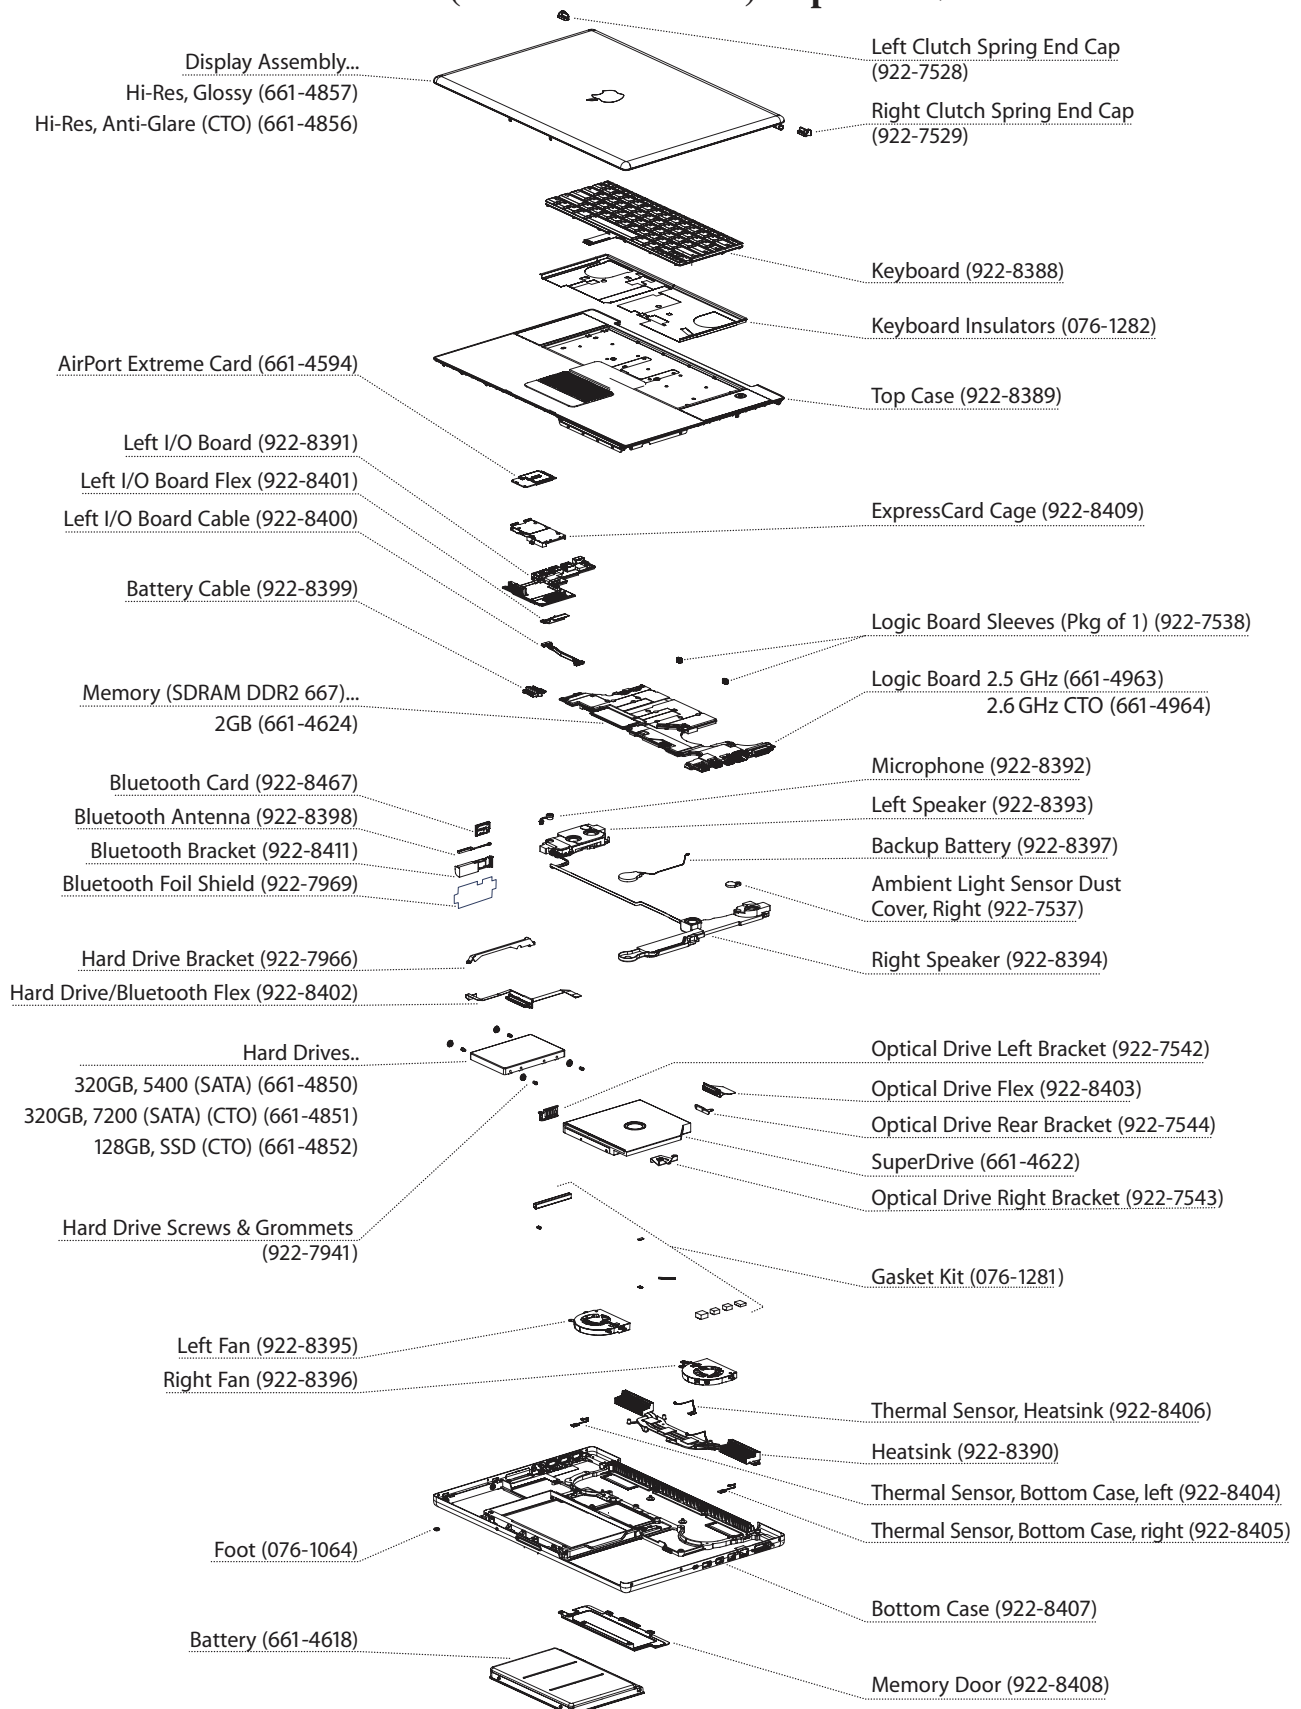 Left Clutch Spring End Cap
(922-7528)
Display Assembly...
Hi-Res, Glossy (661-4857)
Hi-Res, Anti-Glare (CTO) (661-4856)
Right Clutch Spring End Cap
(922-7529)
Keyboard (922-8388)
Keyboard Insulators (076-1282)
AirPort Extreme Card (661-4594)
Top Case (922-8389)
Left I/O Board (922-8391)
Left I/O Board Flex (922-8401)
Left I/O Board Cable (922-8400)
ExpressCard Cage (922-8409)
Battery Cable (922-8399)
Logic Board Sleeves (Pkg of 1) (922-7538)
Memory (SDRAM DDR2 667)...
2GB (661-4624)
Logic Board 2.5 GHz (661-4963)
2.6 GHz CTO (661-4964)
Microphone (922-8392)
Bluetooth Card (922-8467)
Left Speaker (922-8393)
Bluetooth Antenna (922-8398)
Backup Battery (922-8397)
Bluetooth Bracket (922-8411)
Bluetooth Foil Shield (922-7969)
Ambient Light Sensor Dust
Cover, Right (922-7537)
Hard Drive Bracket (922-7966)
Right Speaker (922-8394)
Hard Drive/Bluetooth Flex (922-8402)
Hard Drives..
320GB, 5400 (SATA) (661-4850)
320GB, 7200 (SATA) (CTO) (661-4851)
128GB, SSD (CTO) (661-4852)
Optical Drive Left Bracket (922-7542)
Optical Drive Flex (922-8403)
Optical Drive Rear Bracket (922-7544)
SuperDrive (661-4622)
Optical Drive Right Bracket (922-7543)
Hard Drive Screws & Grommets
(922-7941)
Gasket Kit (076-1281)
Left Fan (922-8395)
Right Fan (922-8396)
Thermal Sensor, Heatsink (922-8406)
Heatsink (922-8390)
Thermal Sensor, Bottom Case, left (922-8404)
Thermal Sensor, Bottom Case, right (922-8405)
Foot (076-1064)
Bottom Case (922-8407)
Battery (661-4618)
Memory Door (922-8408)